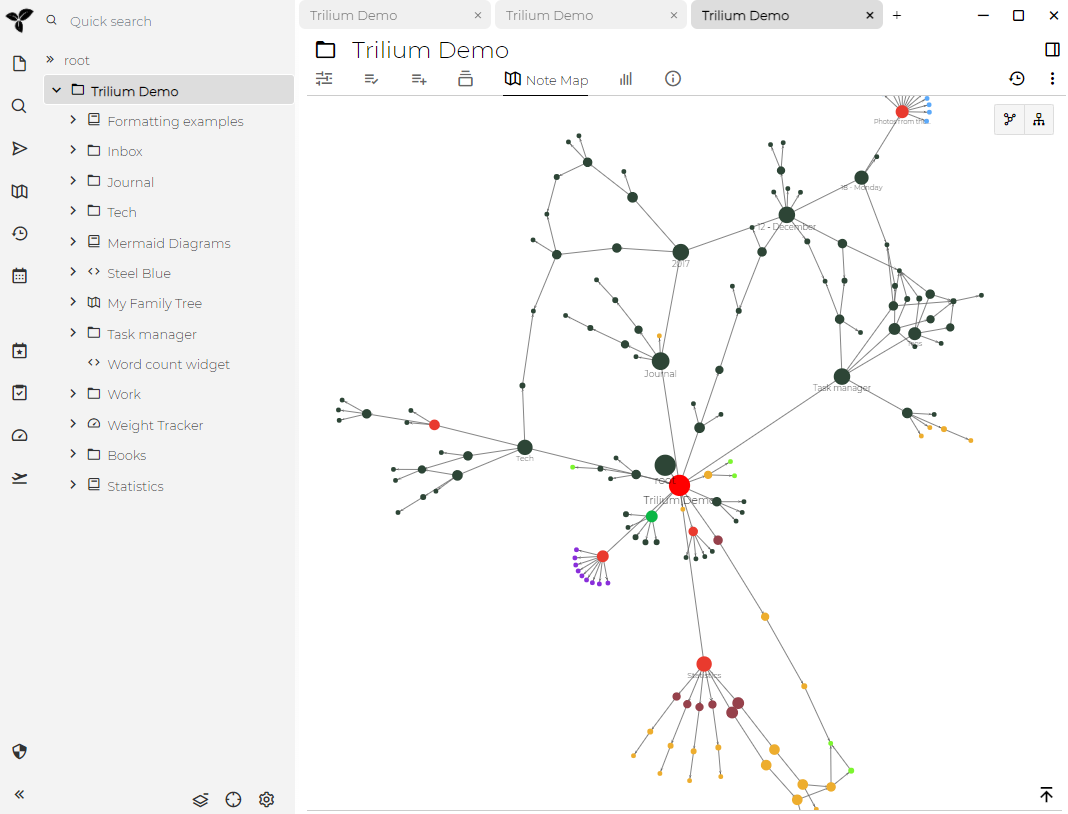 Quick search
root
Trilium Demo
Formatting examples
Inbox
Journal
Tech
Mermaid Diagrams
Steel Blue
My Family Tree
Task manager
Word count widget
Work
Weight Tracker
Books
Statistics
Trilium Demo
Trilium Demo
Trilium Demo
Trilium Demo
Note Map
Photos from the
18 - Monday
12 - December
2017
Journal
Task manager
Tech
root
Trilium Demo
Statistics